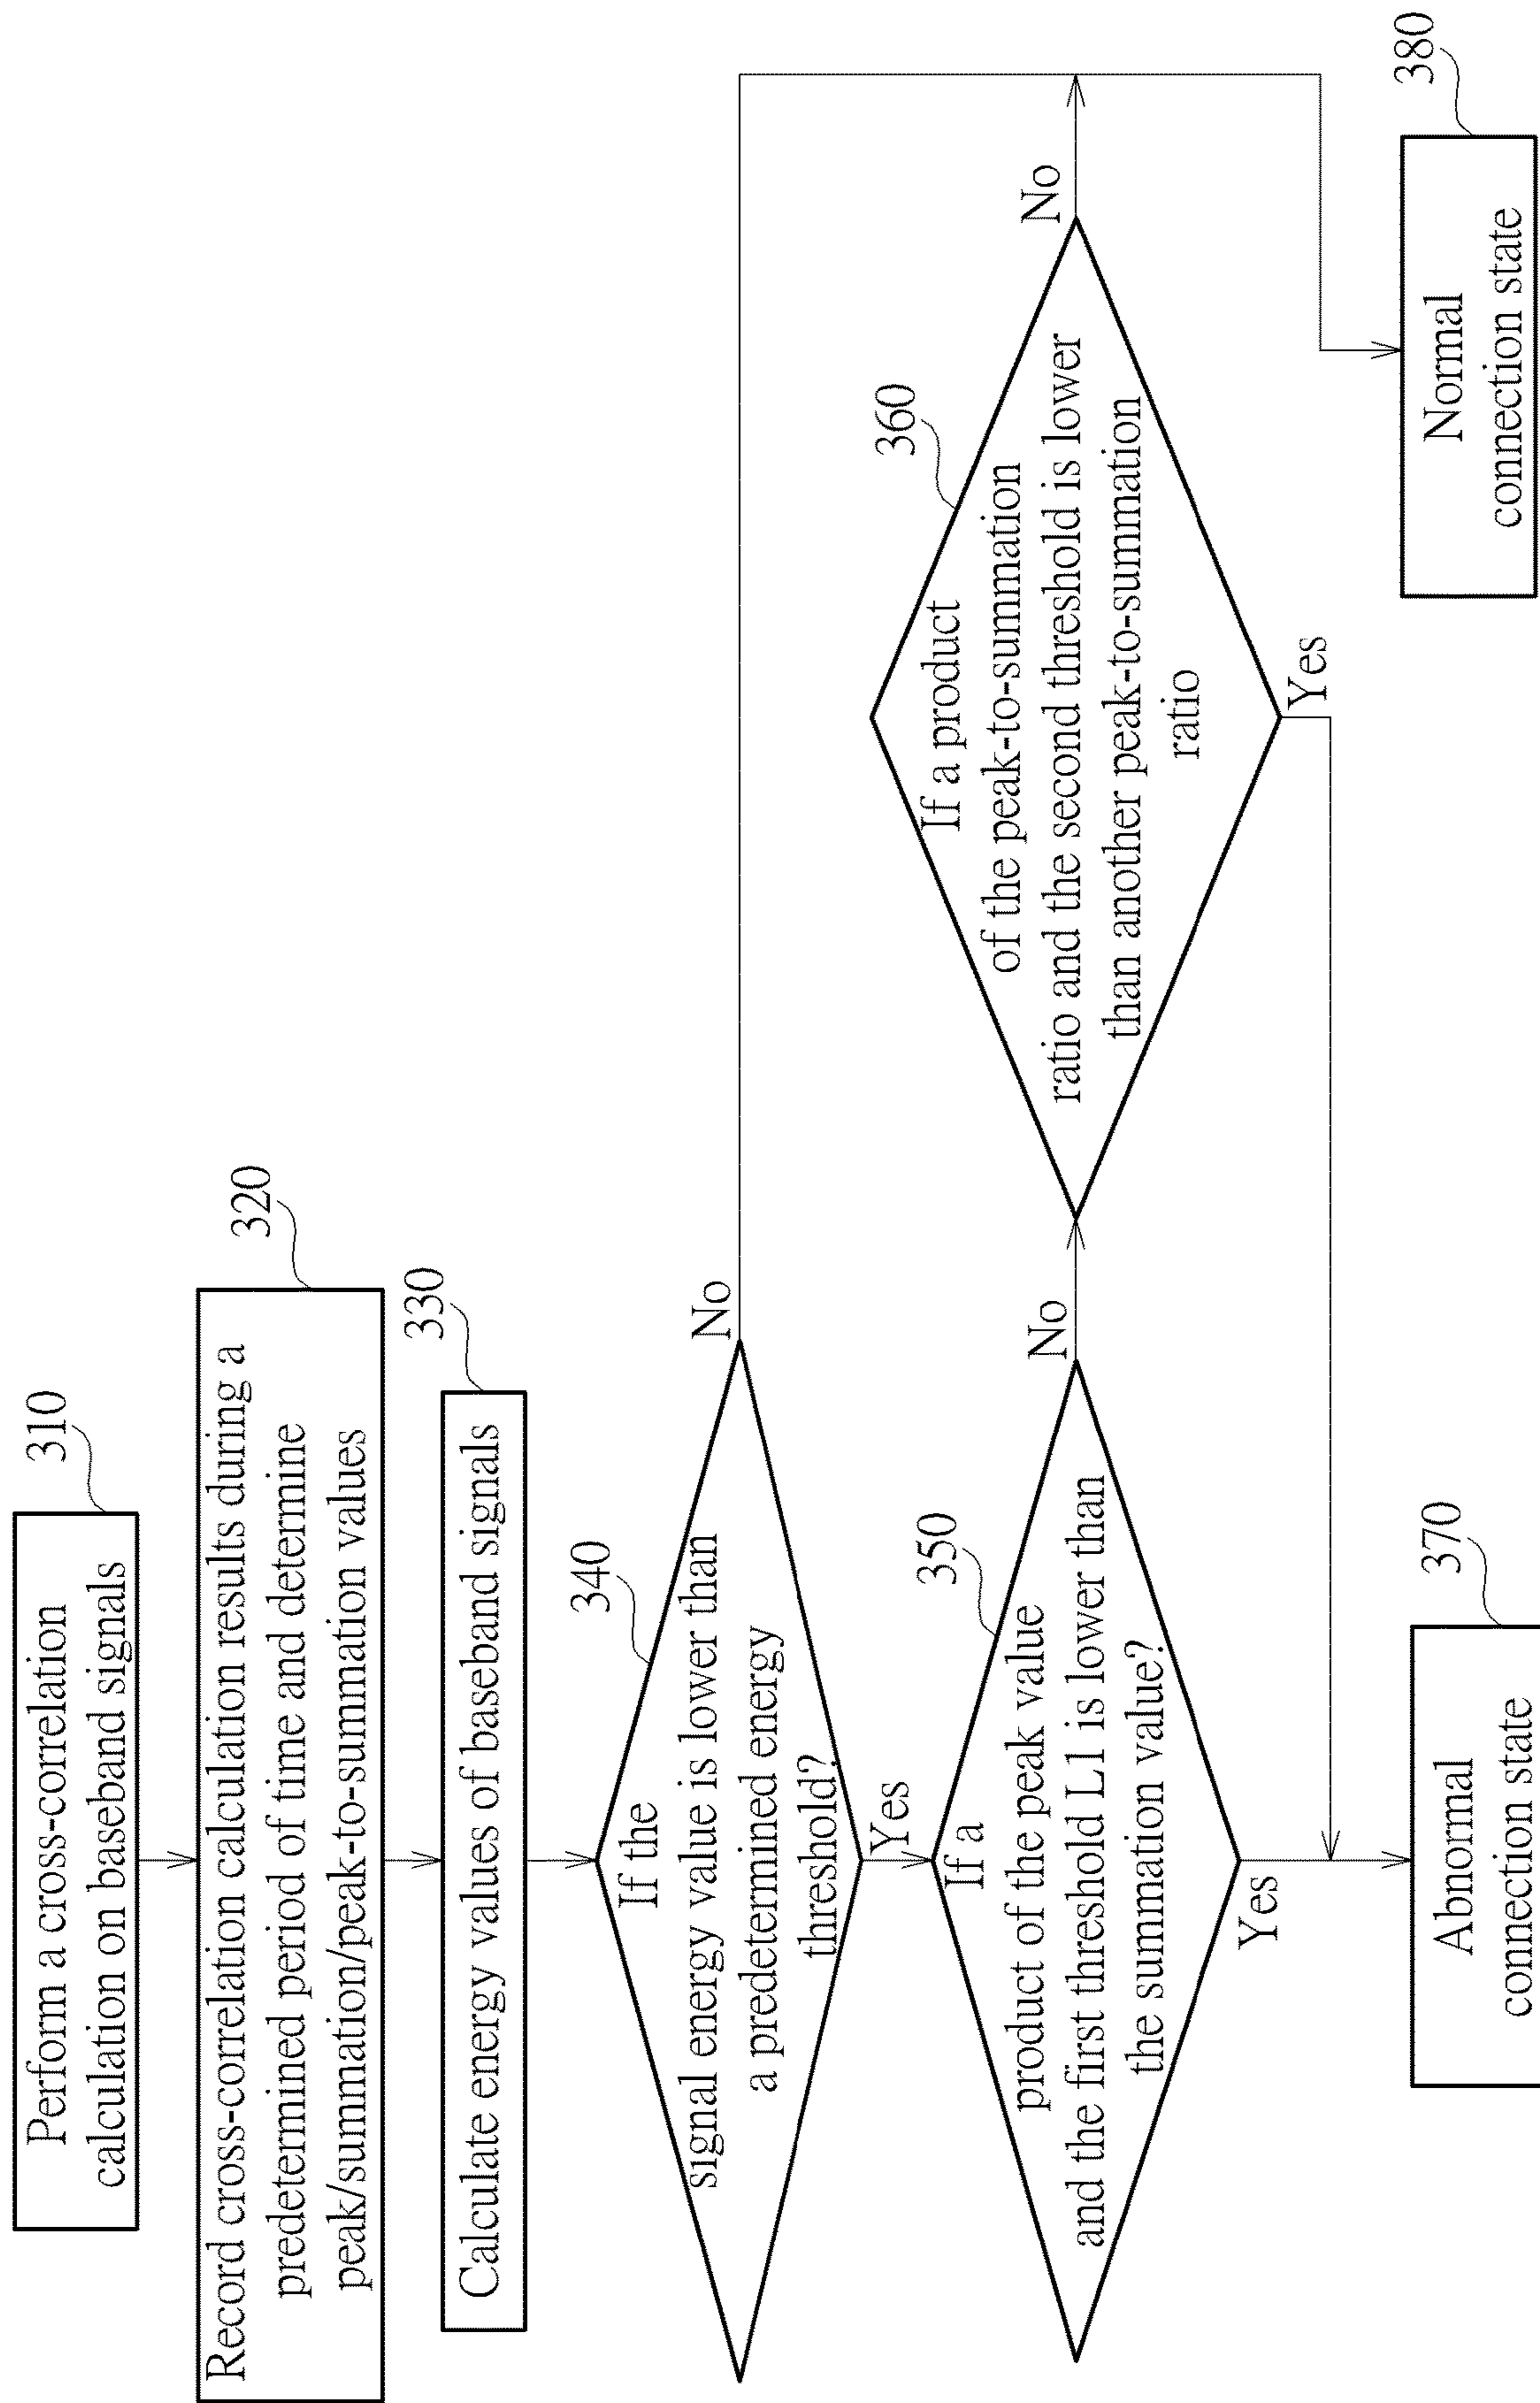 Perform a cross-correlation
calculation on baseband signals
310
Record cross-correlation calculation results during a
predetermined period of time and determine
peak/summation/peak-to-summation values
320
Calculate energy values of baseband signals
330
If the
signal energy value is lower than
a predetermined energy
threshold?
340
No
Yes
If a
product of the peak value
and the first threshold L1 is lower than
the summation value?
350
No
Yes
If a product
of the peak-to-summation
ratio and the second threshold is lower
than another peak-to-summation
ratio
360
No
Yes
Abnormal
connection state
370
Normal
connection state
380